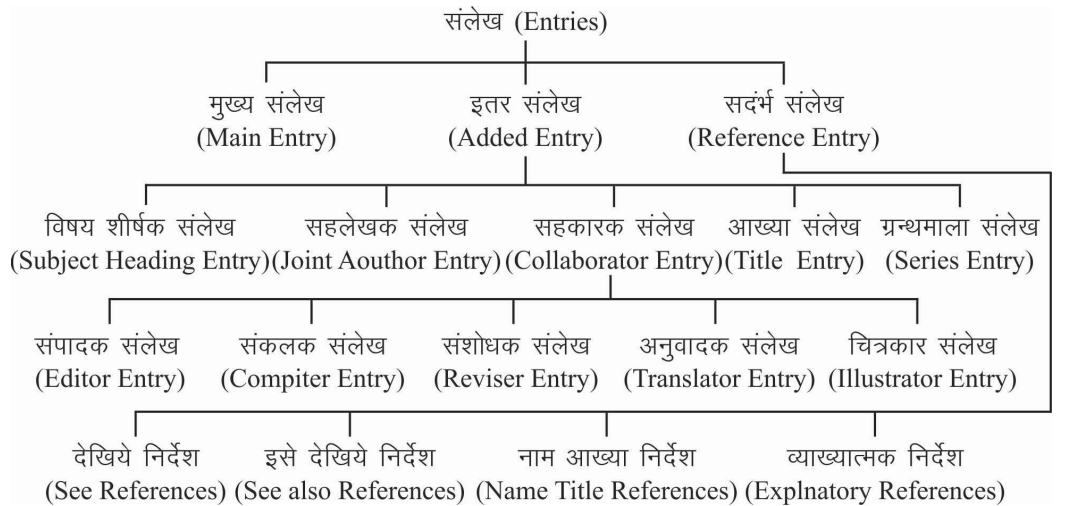 संलेख (Entries)
मुख्य संलेख इतर संलेख सदंर्भ संलेख
(Main Entry) (Added Entry) (Reference Entry)
विषय शीर्षक संलेख सहलेखक संलेख सहकारक संलेख आख्या संलेख ग्रन्थमाला संलेख
(Subject Heading Entry) (Joint Aouthor Entry) (Collaborator Entry) (Title Entry) (Series Entry)
संपादक संलेख संकलक संलेख संशोधक संलेख अनुवादक संलेख चित्रकार संलेख
(Editor Entry) (Compiter Entry) (Reviser Entry) (Translator Entry) (Illustrator Entry)
देखिये निर्देश इसे देखिये निर्देश नाम आख्या निर्देश व्याख्यात्मक निर्देश
(See References) (See also References) (Name Title References) (Explnatory References)